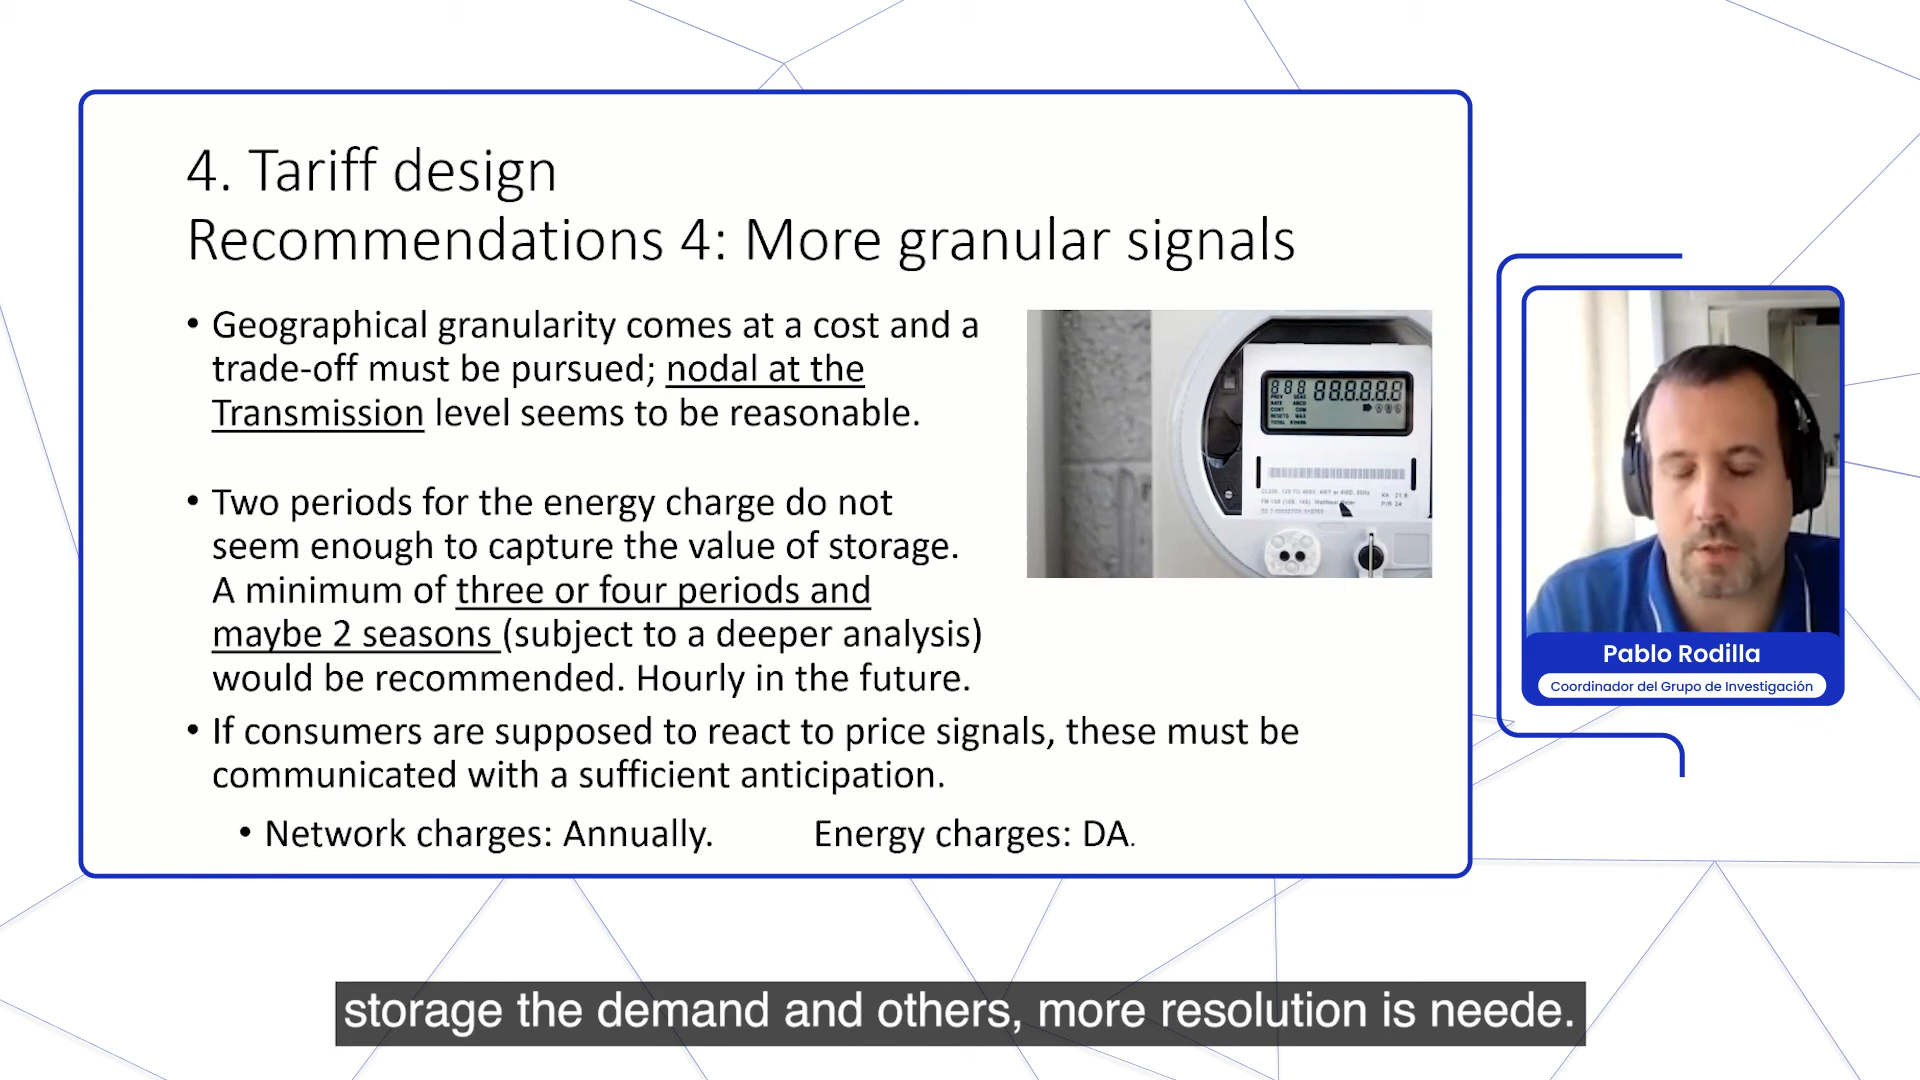 4. Tariff design
Recommendations 4: More granular signals
• Geographical granularity comes at a cost and a
trade-off must be pursued; nodal at the
Transmission level seems to be reasonable.
• Two periods for the energy charge do not
seem enough to capture the value of storage.
A minimum of three or four periods and
maybe 2 seasons (subject to a deeper analysis)
would be recommended. Hourly in the future.
• If consumers are supposed to react to price signals, these must be
communicated with a sufficient anticipation.
• Network charges: Annually. Energy charges: DA.
Pablo Rodilla
Coordinador del Grupo de Investigación
storage the demand and others, more resolution is neede.